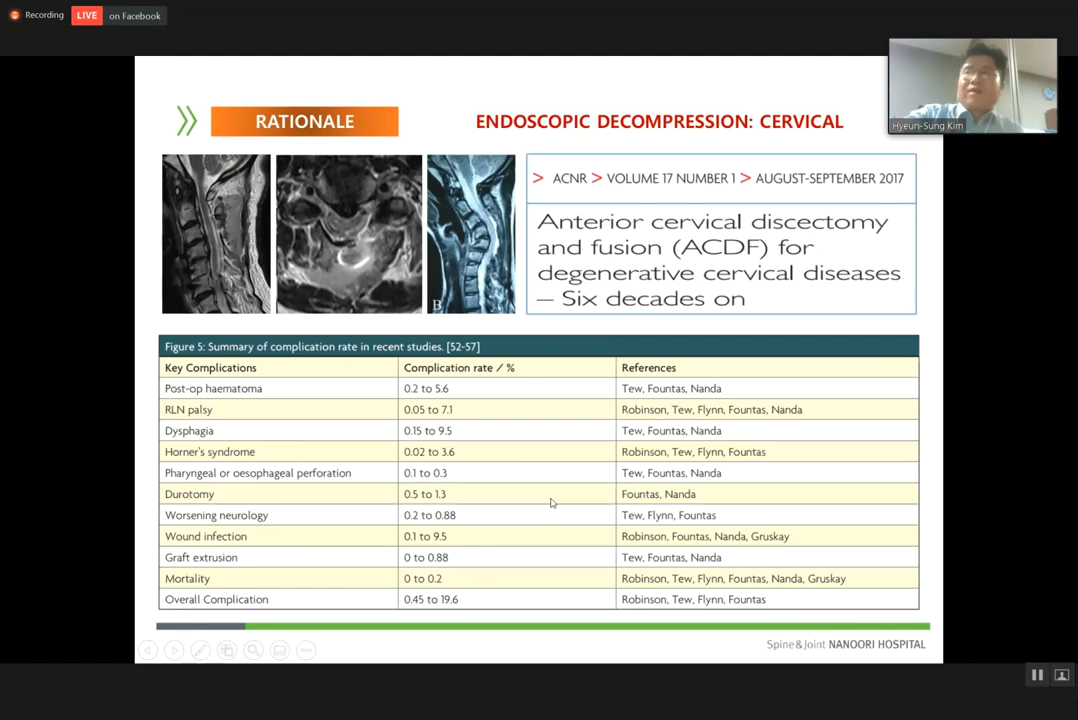 Recording
LIVE on Facebook
Hyeun-Sung Kim
RATIONALE
ENDOSCOPIC DECOMPRESSION: CERVICAL
B
> ACNR > VOLUME 17 NUMBER 1 > AUGUST-SEPTEMBER 2017
Anterior cervical discectomy
and fusion (ACDF) for
degenerative cervical diseases
– Six decades on
Figure 5: Summary of complication rate in recent studies. [52-57]
Key Complications Complication rate / % References
Post-op haematoma 0.2 to 5.6 Tew, Fountas, Nanda
RLN palsy 0.05 to 7.1 Robinson, Tew, Flynn, Fountas, Nanda
Dysphagia 0.15 to 9.5 Tew, Fountas, Nanda
Horner's syndrome 0.02 to 3.6 Robinson, Tew, Flynn, Fountas
Pharyngeal or oesophageal perforation 0.1 to 0.3 Tew, Fountas, Nanda
Durotomy 0.5 to 1.3 Fountas, Nanda
Worsening neurology 0.2 to 0.88 Tew, Flynn, Fountas
Wound infection 0.1 to 9.5 Robinson, Fountas, Nanda, Gruskay
Graft extrusion 0 to 0.88 Tew, Fountas, Nanda
Mortality 0 to 0.2 Robinson, Tew, Flynn, Fountas, Nanda, Gruskay
Overall Complication 0.45 to 19.6 Robinson, Tew, Flynn, Fountas
Spine&Joint NANOORI HOSPITAL